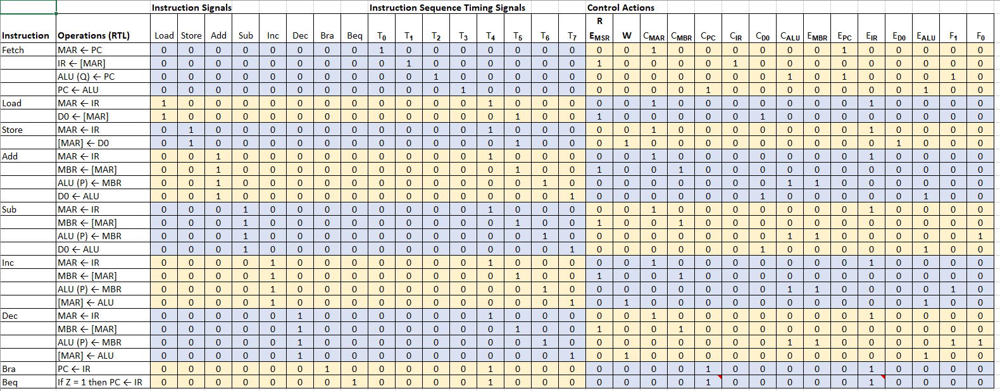 Instruction Signals Instruction Sequence Timing Signals Control Actions
R
Instruction Operations (RTL) Load Store Add Sub Inc Dec Bra Beq T0 T1 T2 T3 T4 T5 T6 T7 EMSR W CMAR CMBR CPC CIR CD0 CALU EMBR EPC EIR ED0 EALU F1 F0
Fetch MAR ← PC 0 0 0 0 0 0 0 0 1 0 0 0 0 0 0 0 0 0 1 0 0 0 0 0 0 1 0 0 0 0 0
IR ← [MAR] 0 0 0 0 0 0 0 0 0 1 0 0 0 0 0 0 1 0 0 0 0 1 0 0 0 0 0 0 0 0 0
ALU (Q) ← PC 0 0 0 0 0 0 0 0 0 0 1 0 0 0 0 0 0 0 0 0 0 0 0 1 0 1 0 0 0 1 0
PC ← ALU 0 0 0 0 0 0 0 0 0 0 0 1 0 0 0 0 0 0 0 0 1 0 0 0 0 0 0 0 1 0 0
Load MAR ← IR 1 0 0 0 0 0 0 0 0 0 0 0 1 0 0 0 0 0 1 0 0 0 0 0 0 0 1 0 0 0 0
D0 ← [MAR] 1 0 0 0 0 0 0 0 0 0 0 0 0 1 0 0 1 0 0 0 0 0 1 0 0 0 0 0 0 0 0
Store MAR ← IR 0 1 0 0 0 0 0 0 0 0 0 0 1 0 0 0 0 0 1 0 0 0 0 0 0 0 1 0 0 0 0
[MAR] ← D0 0 1 0 0 0 0 0 0 0 0 0 0 0 1 0 0 0 1 0 0 0 0 0 0 0 0 0 1 0 0 0
Add MAR ← IR 0 0 1 0 0 0 0 0 0 0 0 0 1 0 0 0 0 0 1 0 0 0 0 0 0 0 1 0 0 0 0
MBR ← [MAR] 0 0 1 0 0 0 0 0 0 0 0 0 0 1 0 0 1 0 0 1 0 0 0 0 0 0 0 0 0 0 0
ALU (P) ← MBR 0 0 1 0 0 0 0 0 0 0 0 0 0 0 1 0 0 0 0 0 0 0 0 1 1 0 0 0 0 0 0
D0 ← ALU 0 0 1 0 0 0 0 0 0 0 0 0 0 0 0 1 0 0 0 0 0 0 1 0 0 0 0 0 1 0 0
Sub MAR ← IR 0 0 0 1 0 0 0 0 0 0 0 0 1 0 0 0 0 0 1 0 0 0 0 0 0 0 1 0 0 0 0
MBR ← [MAR] 0 0 0 1 0 0 0 0 0 0 0 0 0 1 0 0 1 0 0 1 0 0 0 0 0 0 0 0 0 0 0
ALU (P) ← MBR 0 0 0 1 0 0 0 0 0 0 0 0 0 0 1 0 0 0 0 0 0 0 0 1 1 0 0 0 0 0 1
D0 ← ALU 0 0 0 1 0 0 0 0 0 0 0 0 0 0 0 1 0 0 0 0 0 0 1 0 0 0 0 0 1 0 0
Inc MAR ← IR 0 0 0 0 1 0 0 0 0 0 0 0 1 0 0 0 0 0 1 0 0 0 0 0 0 0 1 0 0 0 0
MBR ← [MAR] 0 0 0 0 1 0 0 0 0 0 0 0 0 1 0 0 1 0 0 1 0 0 0 0 0 0 0 0 0 0 0
ALU (P) ← MBR 0 0 0 0 1 0 0 0 0 0 0 0 0 0 1 0 0 0 0 0 0 0 0 1 1 0 0 0 0 1 0
[MAR] ← ALU 0 0 0 0 1 0 0 0 0 0 0 0 0 0 0 1 0 1 0 0 0 0 0 0 0 0 0 0 1 0 0
Dec MAR ← IR 0 0 0 0 0 1 0 0 0 0 0 0 1 0 0 0 0 0 1 0 0 0 0 0 0 0 1 0 0 0 0
MBR ← [MAR] 0 0 0 0 0 1 0 0 0 0 0 0 0 1 0 0 1 0 0 1 0 0 0 0 0 0 0 0 0 0 0
ALU (P) ← MBR 0 0 0 0 0 1 0 0 0 0 0 0 0 0 1 0 0 0 0 0 0 0 0 1 1 0 0 0 0 1 1
[MAR] ← ALU 0 0 0 0 0 1 0 0 0 0 0 0 0 0 0 1 0 1 0 0 0 0 0 0 0 0 0 0 1 0 0
Bra PC ← IR 0 0 0 0 0 0 1 0 0 0 0 0 1 0 0 0 0 0 0 0 1 0 0 0 0 0 1 0 0 0 0
Beq If Z = 1 then PC ← IR 0 0 0 0 0 0 0 1 0 0 0 0 1 0 0 0 0 0 0 0 1 0 0 0 0 0 1 0 0 0 0